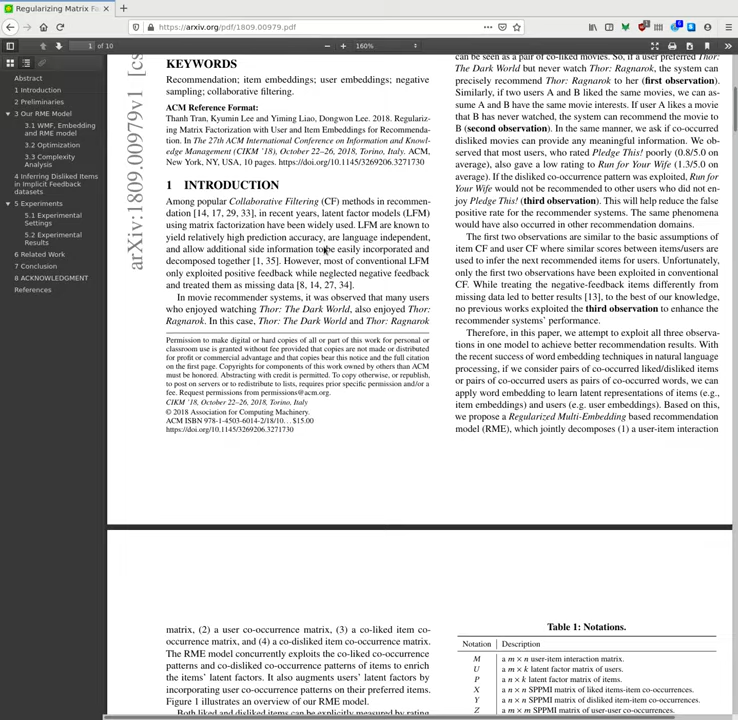 Regularizing Matrix Fa
https://arxiv.org/pdf/1809.00979.pdf
1 of 10
160%
Abstract
1 Introduction
2 Preliminaries
3 Our RME Model
3.1 WMF, Embedding
and RME model
3.2 Optimization
3.3 Complexity
Analysis
4 Inferring Disliked Items
in Implicit Feedback
datasets
5 Experiments
5.1 Experimental
Settings
5.2 Experimental
Results
6 Related Work
7 Conclusion
8 ACKNOWLEDGMENT
References
arXiv:1809.00979v1 [cs
KEYWORDS
Recommendation; item embeddings; user embeddings; negative
sampling; collaborative filtering.
ACM Reference Format:
Thanh Tran, Kyumin Lee and Yiming Liao, Dongwon Lee. 2018. Regulariz-
ing Matrix Factorization with User and Item Embeddings for Recommenda-
tion. In The 27th ACM International Conference on Information and Knowl-
edge Management (CIKM '18), October 22–26, 2018, Torino, Italy. ACM,
New York, NY, USA, 10 pages. https://doi.org/10.1145/3269206.3271730
1 INTRODUCTION
Among popular Collaborative Filtering (CF) methods in recommen-
dation [14, 17, 29, 33], in recent years, latent factor models (LFM)
using matrix factorization have been widely used. LFM are known to
yield relatively high prediction accuracy, are language independent,
and allow additional side information to be easily incorporated and
decomposed together [1, 35]. However, most of conventional LFM
only exploited positive feedback while neglected negative feedback
and treated them as missing data [8, 14, 27, 34].
In movie recommender systems, it was observed that many users
who enjoyed watching Thor: The Dark World, also enjoyed Thor:
Ragnarok. In this case, Thor: The Dark World and Thor: Ragnarok
Permission to make digital or hard copies of all or part of this work for personal or
classroom use is granted without fee provided that copies are not made or distributed
for profit or commercial advantage and that copies bear this notice and the full citation
on the first page. Copyrights for components of this work owned by others than ACM
must be honored. Abstracting with credit is permitted. To copy otherwise, or republish,
to post on servers or to redistribute to lists, requires prior specific permission and/or a
fee. Request permissions from permissions@acm.org.
CIKM '18, October 22–26, 2018, Torino, Italy
© 2018 Association for Computing Machinery.
ACM ISBN 978-1-4503-6014-2/18/10...$15.00
https://doi.org/10.1145/3269206.3271730
can be seen as a pair of co-liked movies. So, if a user preferred Thor:
The Dark World but never watch Thor: Ragnarok, the system can
precisely recommend Thor: Ragnarok to her (first observation).
Similarly, if two users A and B liked the same movies, we can as-
sume A and B have the same movie interests. If user A likes a movie
that B has never watched, the system can recommend the movie to
B (second observation). In the same manner, we ask if co-occurred
disliked movies can provide any meaningful information. We ob-
served that most users, who rated Pledge This! poorly (0.8/5.0 on
average), also gave a low rating to Run for Your Wife (1.3/5.0 on
average). If the disliked co-occurrence pattern was exploited, Run for
Your Wife would not be recommended to other users who did not en-
joy Pledge This! (third observation). This will help reduce the false
positive rate for the recommender systems. The same phenomena
would have also occurred in other recommendation domains.
The first two observations are similar to the basic assumptions of
item CF and user CF where similar scores between items/users are
used to infer the next recommended items for users. Unfortunately,
only the first two observations have been exploited in conventional
CF. While treating the negative-feedback items differently from
missing data led to better results [13], to the best of our knowledge,
no previous works exploited the third observation to enhance the
recommender systems' performance.
Therefore, in this paper, we attempt to exploit all three observa-
tions in one model to achieve better recommendation results. With
the recent success of word embedding techniques in natural language
processing, if we consider pairs of co-occurred liked/disliked items
or pairs of co-occurred users as pairs of co-occurred words, we can
apply word embedding to learn latent representations of items (e.g.,
item embeddings) and users (e.g. user embeddings). Based on this,
we propose a Regularized Multi-Embedding based recommendation
model (RME), which jointly decomposes (1) a user-item interaction
matrix, (2) a user co-occurrence matrix, (3) a co-liked item co-
occurrence matrix, and (4) a co-disliked item co-occurrence matrix.
The RME model concurrently exploits the co-liked co-occurrence
patterns and co-disliked co-occurrence patterns of items to enrich
the items' latent factors. It also augments users' latent factors by
incorporating user co-occurrence patterns on their preferred items.
Figure 1 illustrates an overview of our RME model.
Both liked and disliked items can be explicitly measured by rating
Table 1: Notations.
Notation Description
M a m × n user-item interaction matrix.
U a m × k latent factor matrix of users.
P a n × k latent factor matrix of items.
X a n × n SPPMI matrix of liked items-item co-occurrences.
Y a n × n SPPMI matrix of disliked item co-occurrences.
Z a m × m SPPMI matrix of user-user co-occurrences.